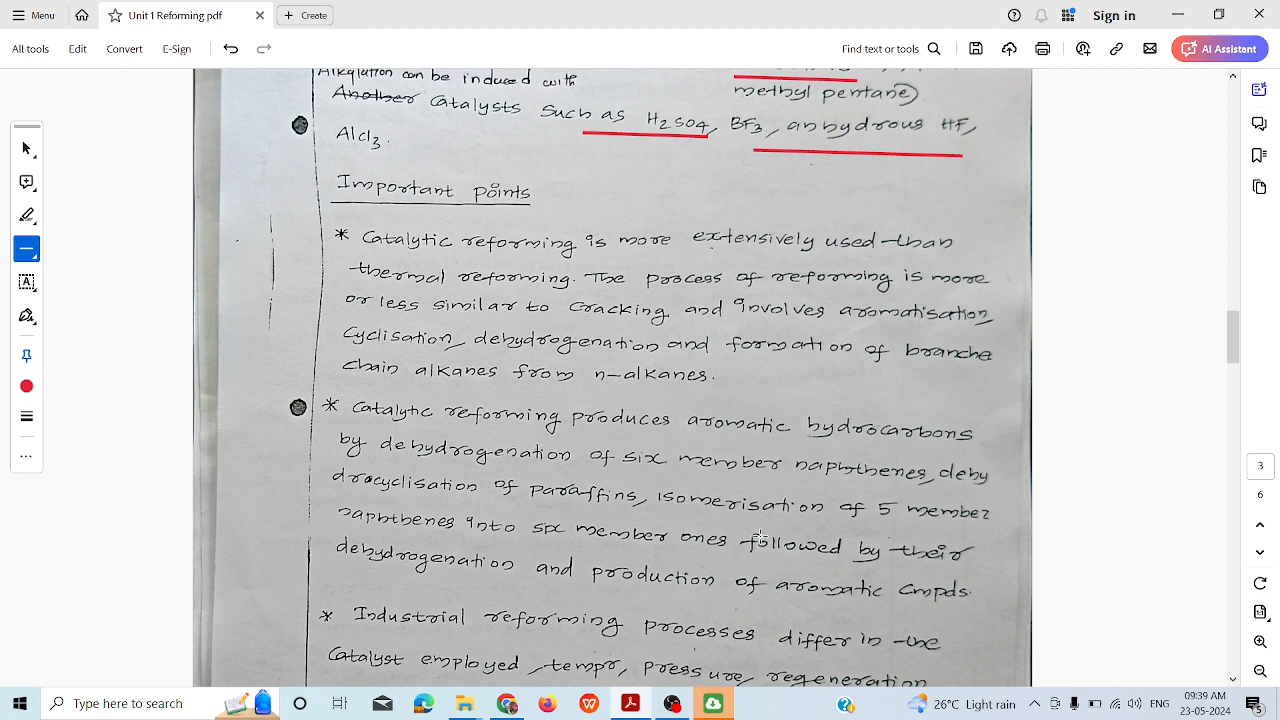 Menu
Unit 1 Reforming.pdf
Create
Sign in
All tools
Edit
Convert
E-Sign
Find text or tools
AI Assistant
Alkylation can be induced with
methyl pentane)
Another Catalysts Such as H2SO4, BF3, anhydrous HF,
Alcl3.
Important points
* Catalytic reforming is more extensively used than
thermal reforming. The process of reforming is more
or less similar to cracking and involves aromatisation,
cyclisation, dehydrogenation and formation of branche
chain alkanes from n-alkanes.
* Catalytic reforming produces aromatic hydrocarbons
by dehydrogenation of six member naphthenes, dehy
drocyclisation of paraffins, isomerisation of 5 member
naphthenes into six member ones followed by their
dehydrogenation and production of aromatic cmpds.
* Industrial reforming processes differ in the
Catalyst employed, tempr, pressure, regeneration
3
6
Type here to search
26°C Light rain
ENG
09:39 AM
23-05-2024
5